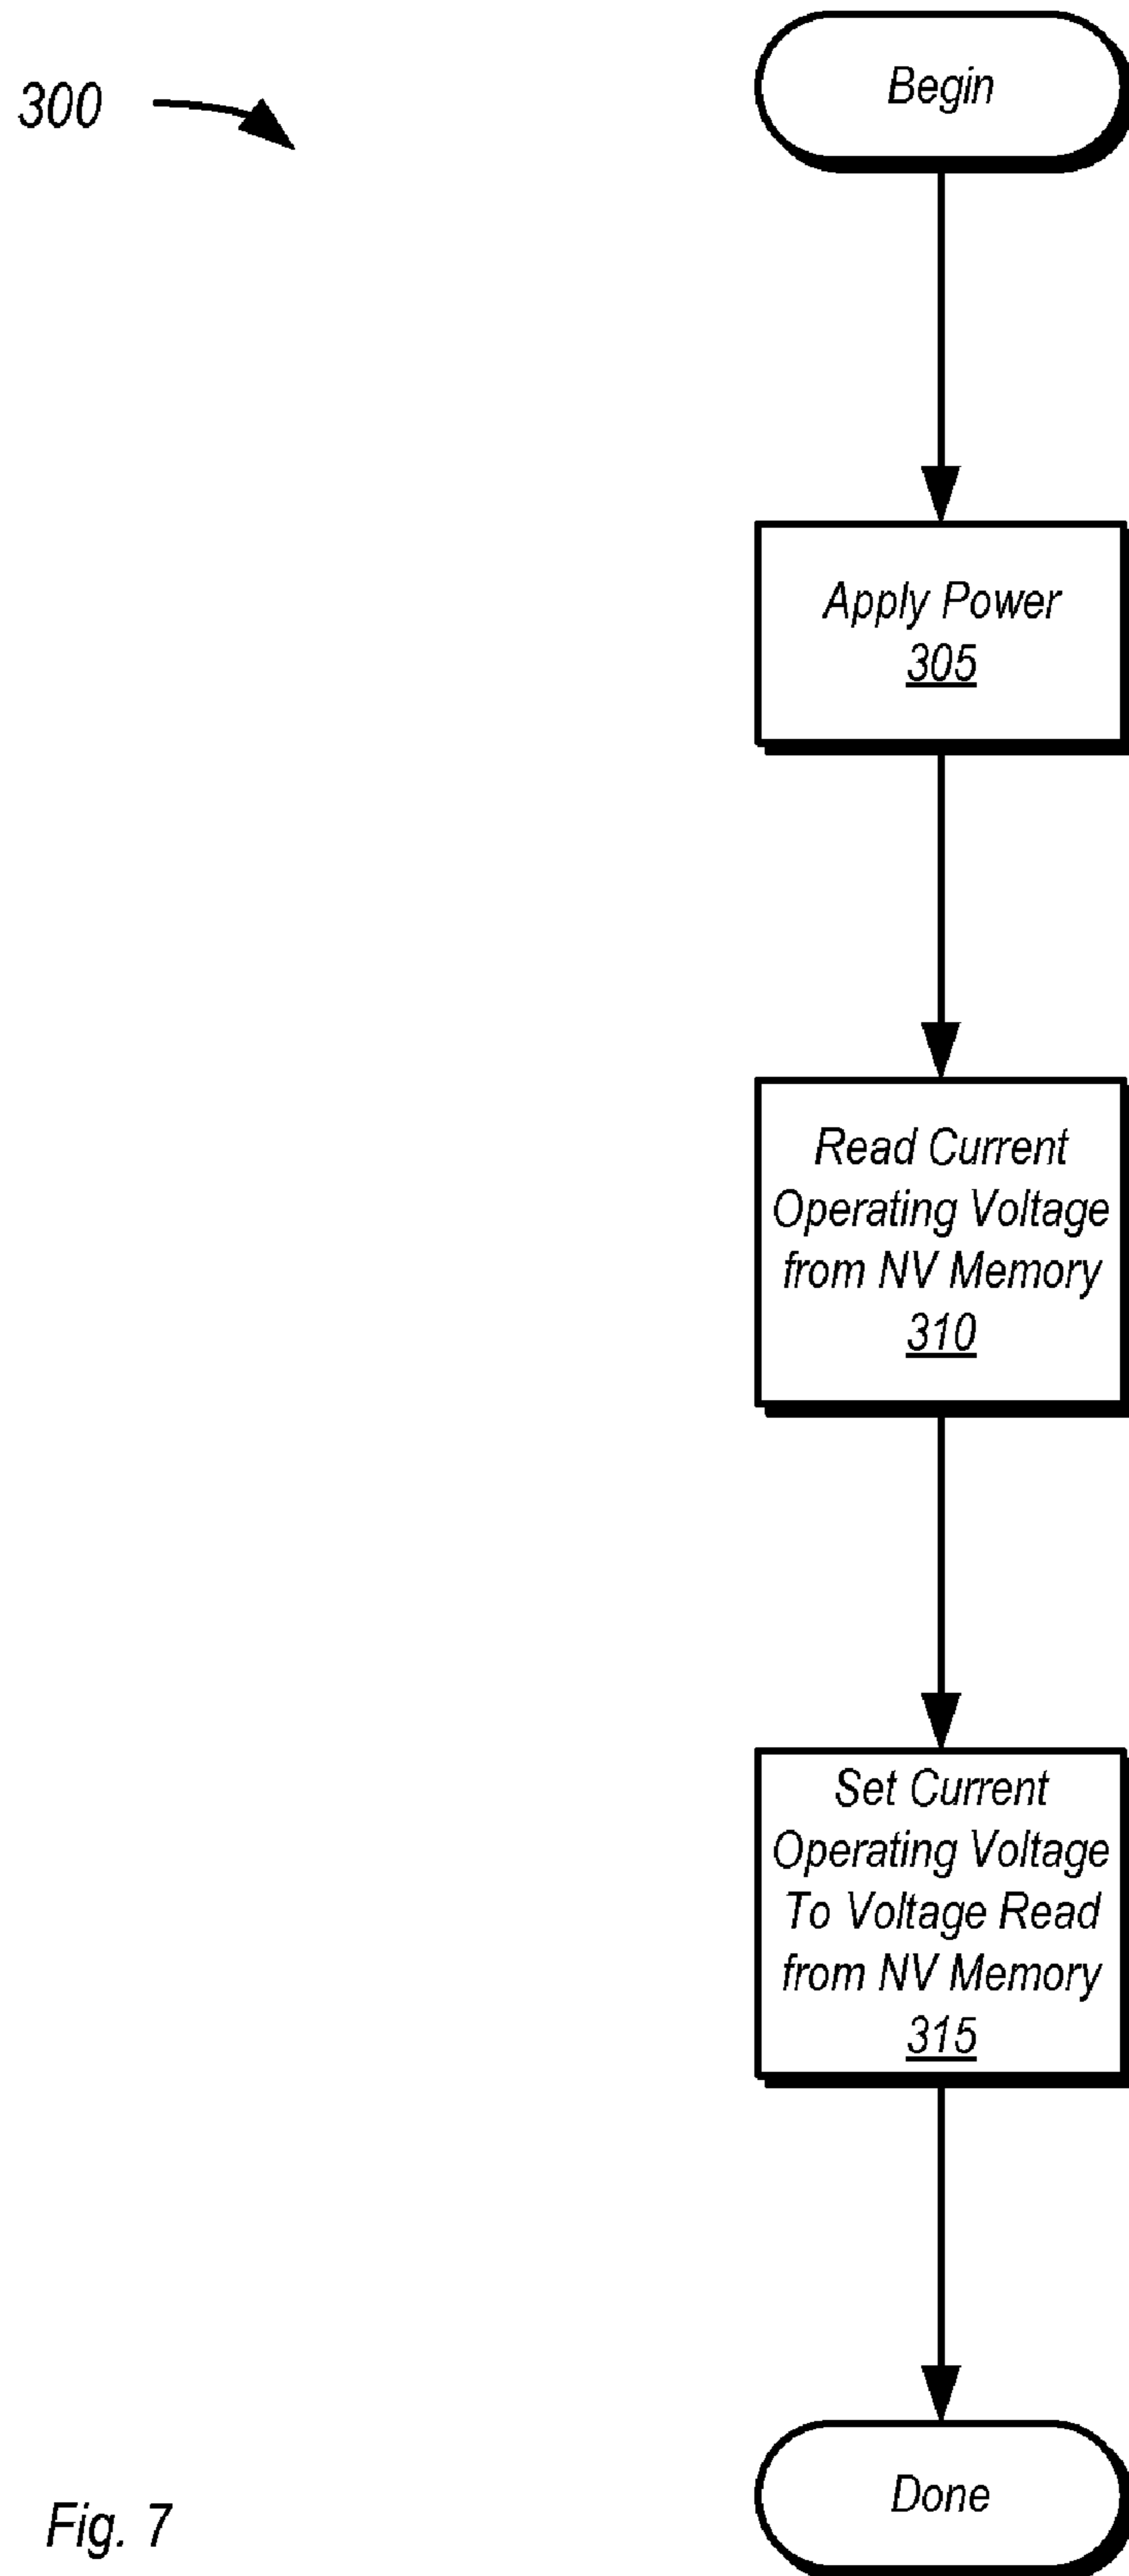 300
Begin
Apply Power
305
Read Current
Operating Voltage
from NV Memory
310
Set Current
Operating Voltage
To Voltage Read
from NV Memory
315
Done
Fig. 7